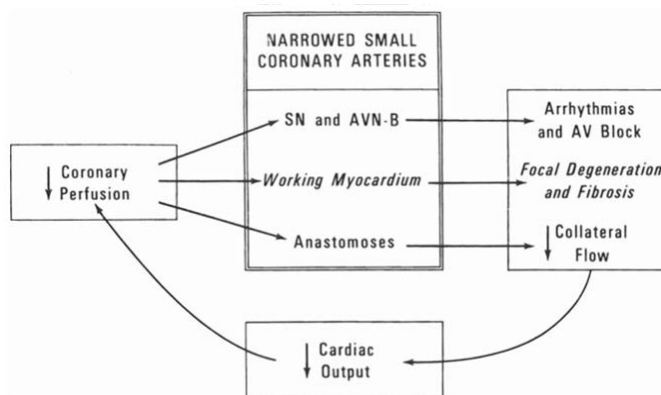 NARROWED SMALL
CORONARY ARTERIES
SN and AVN-B
Arrhythmias
and AV Block
↓ Coronary
Perfusion
Working Myocardium
Focal Degeneration
and Fibrosis
Anastomoses
↓ Collateral
Flow
↓ Cardiac
Output